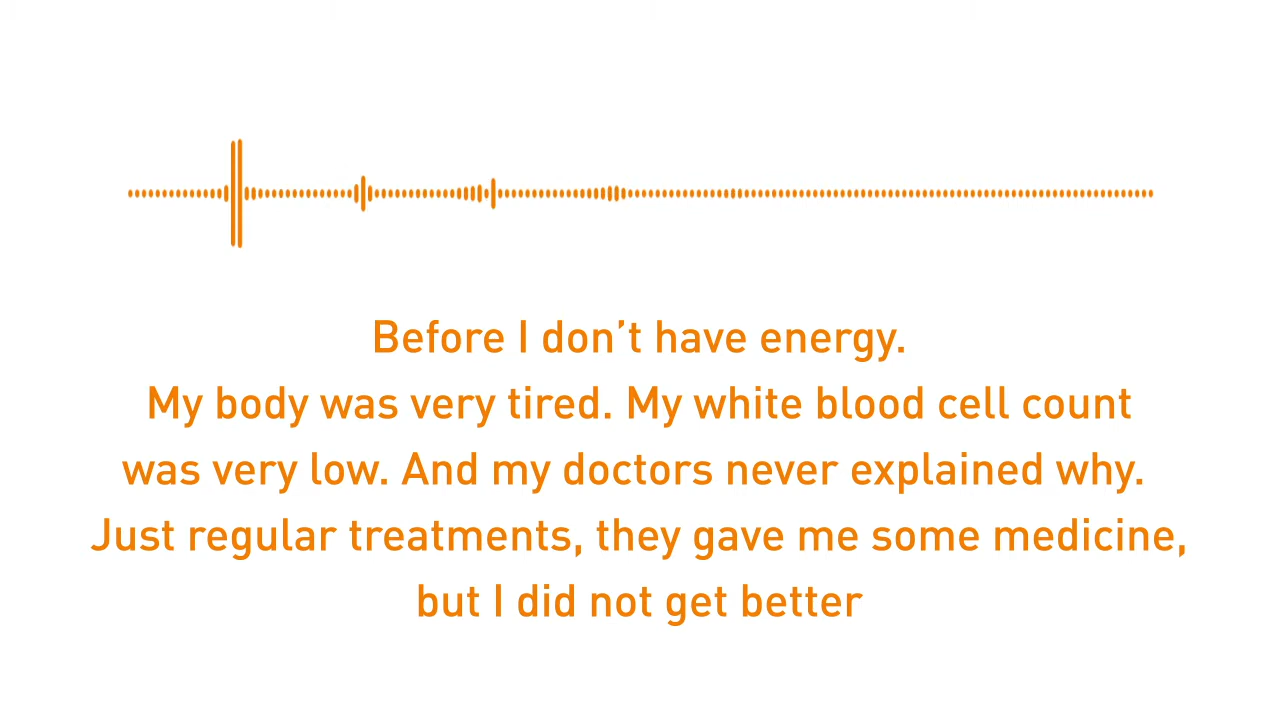 Before I don’t have energy.
My body was very tired. My white blood cell count
was very low. And my doctors never explained why.
Just regular treatments, they gave me some medicine,
but I did not get better